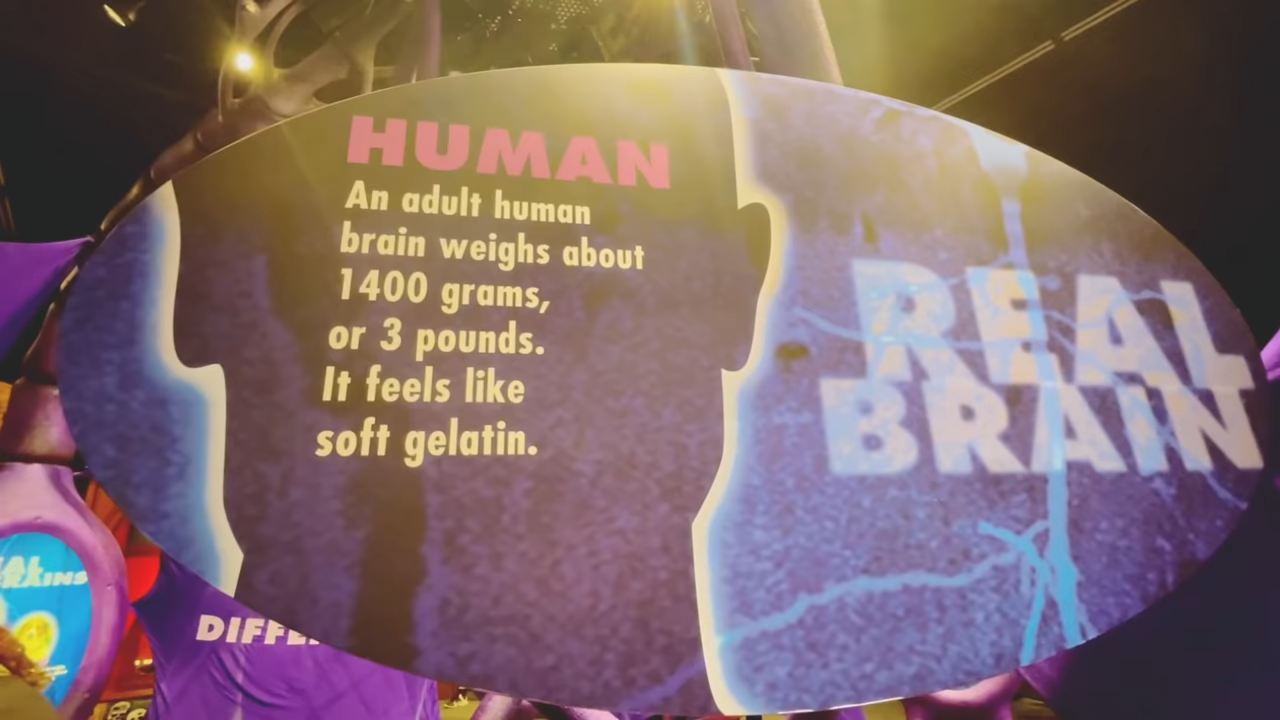 HUMAN
An adult human
brain weighs about
1400 grams,
or 3 pounds.
It feels like
soft gelatin.
REAL
BRAIN